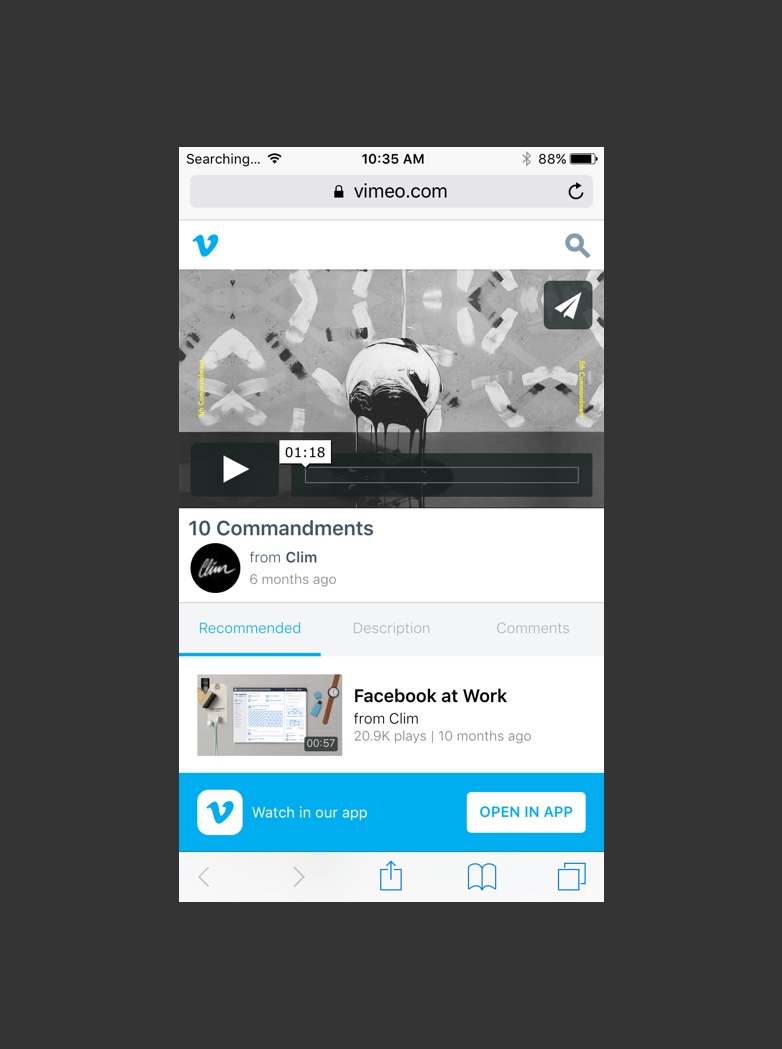 Searching...
10:35 AM
88%
vimeo.com
5th Commandment
5th Commandment
01:18
10 Commandments
Clim
from Clim
6 months ago
Recommended
Description
Comments
Facebook at Work
from Clim
20.9K plays | 10 months ago
00:57
Watch in our app
OPEN IN APP